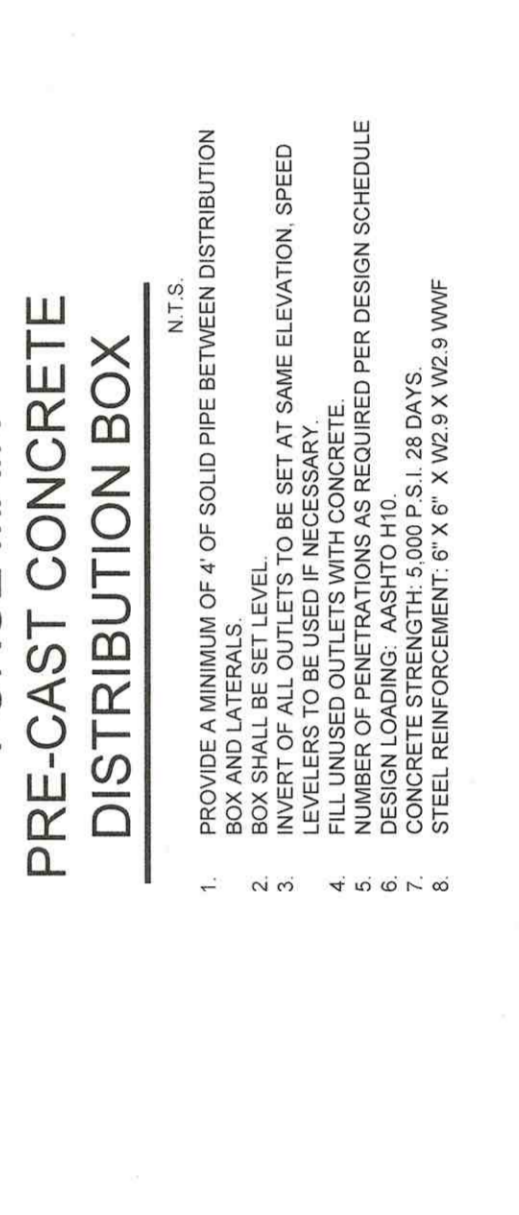 PRE-CAST CONCRETE
DISTRIBUTION BOX
N.T.S.
1. PROVIDE A MINIMUM OF 4' OF SOLID PIPE BETWEEN DISTRIBUTION
BOX AND LATERALS.
2. BOX SHALL BE SET LEVEL.
3. INVERT OF ALL OUTLETS TO BE SET AT SAME ELEVATION, SPEED
LEVELERS TO BE USED IF NECESSARY.
4. FILL UNUSED OUTLETS WITH CONCRETE.
5. NUMBER OF PENETRATIONS AS REQUIRED PER DESIGN SCHEDULE
6. DESIGN LOADING: AASHTO H10.
7. CONCRETE STRENGTH: 5,000 P.S.I. 28 DAYS.
8. STEEL REINFORCEMENT: 6" X 6" X W2.9 X W2.9 WWF